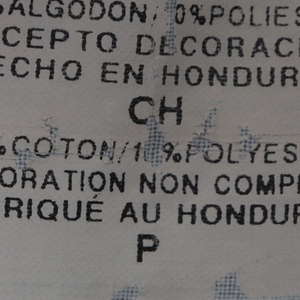 %ALGODON/ 0%POLIES
CEPTO DECORACI
ECHO EN HONDUR
CH
%COTON/1 %POLYES
ORATION NON COMP
RIQUÉ AU HONDUR
P